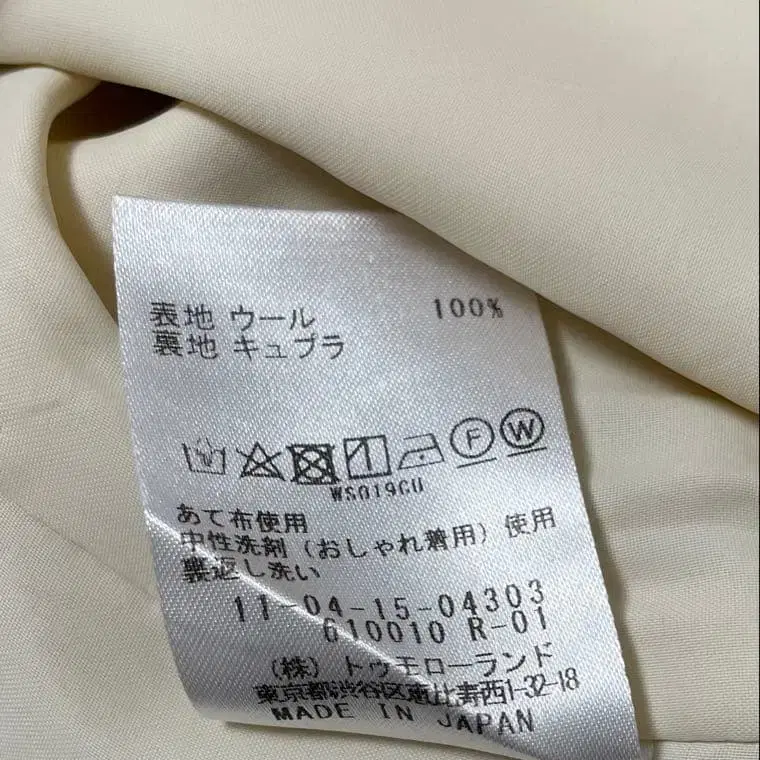 表地 ウール 100%
裏地 キュプラ
F W
WS019CU
あて布使用
中性洗剤（おしゃれ着用）使用
裏返し洗い
11-04-15-04303
610010 R-01
（株）トゥモローランド
東京都渋谷区恵比寿西1-32-18
MADE IN JAPAN